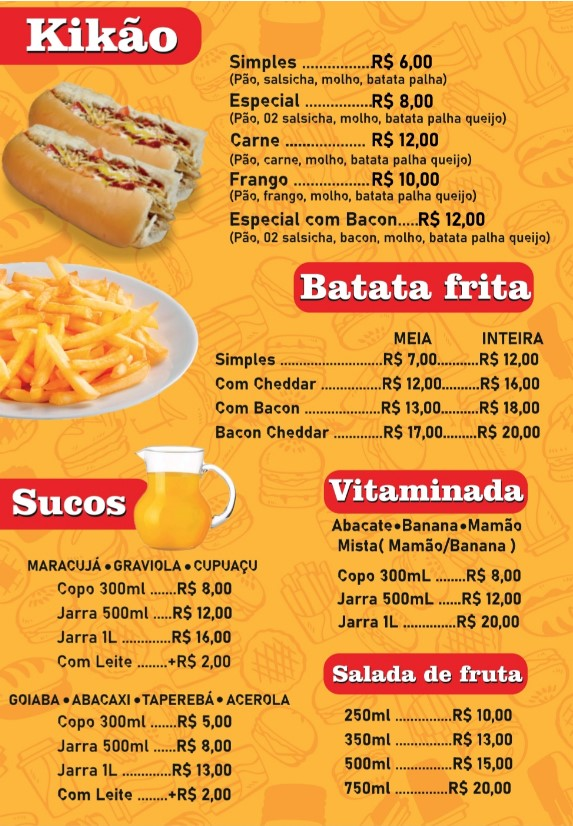 Kikão
Simples ................R$ 6,00
(Pão, salsicha, molho, batata palha)
Especial ................R$ 8,00
(Pão, 02 salsicha, molho, batata palha queijo)
Carne ................... R$ 12,00
(Pão, carne, molho, batata palha queijo)
Frango ..................R$ 10,00
(Pão, frango, molho, batata palha queijo)
Especial com Bacon.....R$ 12,00
(Pão, 02 salsicha, bacon, molho, batata palha queijo)
Batata frita
MEIA INTEIRA
Simples ........................R$ 7,00..........R$ 12,00
Com Cheddar ................R$ 12,00.........R$ 16,00
Com Bacon ...................R$ 13,00.........R$ 18,00
Bacon Cheddar ............R$ 17,00.........R$ 20,00
Sucos
MARACUJÁ • GRAVIOLA • CUPUAÇU
Copo 300ml .......R$ 8,00
Jarra 500ml .....R$ 12,00
Jarra 1L ............R$ 16,00
Com Leite ........+R$ 2,00
GOIABA • ABACAXI • TAPEREBÁ • ACEROLA
Copo 300ml ......R$ 5,00
Jarra 500ml ......R$ 8,00
Jarra 1L ............R$ 13,00
Com Leite ........+R$ 2,00
Vitaminada
Abacate•Banana•Mamão
Mista( Mamão/Banana )
Copo 300mL ........R$ 8,00
Jarra 500mL ......R$ 12,00
Jarra 1L ..............R$ 20,00
Salada de fruta
250ml ...............R$ 10,00
350ml ...............R$ 13,00
500ml ...............R$ 15,00
750ml ..............R$ 20,00